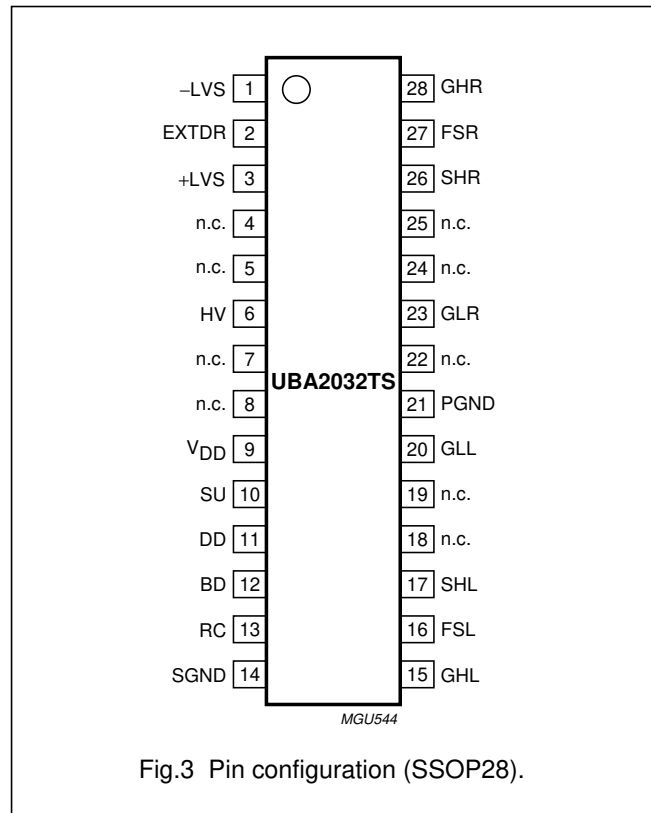 −LVS 1 28 GHR
EXTDR 2 27 FSR
+LVS 3 26 SHR
n.c. 4 25 n.c.
n.c. 5 24 n.c.
HV 6 23 GLR
n.c. 7 22 n.c.
UBA2032TS
n.c. 8 21 PGND
VDD 9 20 GLL
SU 10 19 n.c.
DD 11 18 n.c.
BD 12 17 SHL
RC 13 16 FSL
SGND 14 15 GHL
MGU544
Fig.3 Pin configuration (SSOP28).